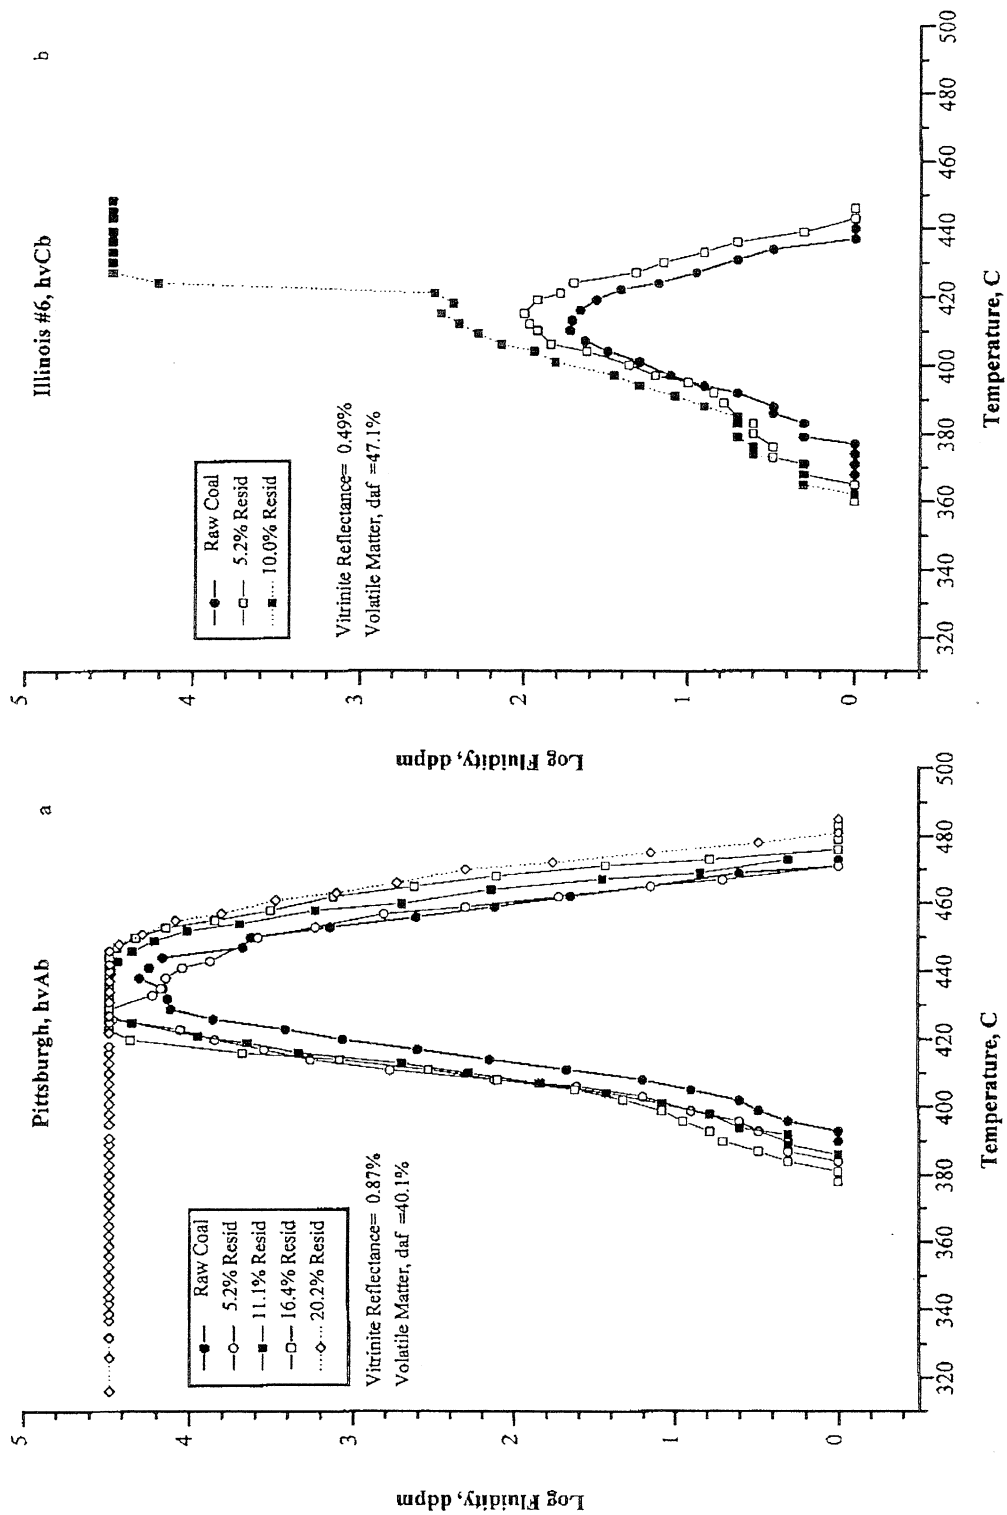 Pittsburgh, hvAb
a
Log Fluidity, ddpm
5
4
3
2
1
0
Raw Coal
5.2% Resid
11.1% Resid
16.4% Resid
20.2% Resid
Vitrinite Reflectance= 0.87%
Volatile Matter, daf =40.1%
320 340 360 380 400 420 440 460 480 500
Temperature, C
Illinois #6, hvCb
b
Log Fluidity, ddpm
5
4
3
2
1
0
Raw Coal
5.2% Resid
10.0% Resid
Vitrinite Reflectance= 0.49%
Volatile Matter, daf =47.1%
320 340 360 380 400 420 440 460 480 500
Temperature, C